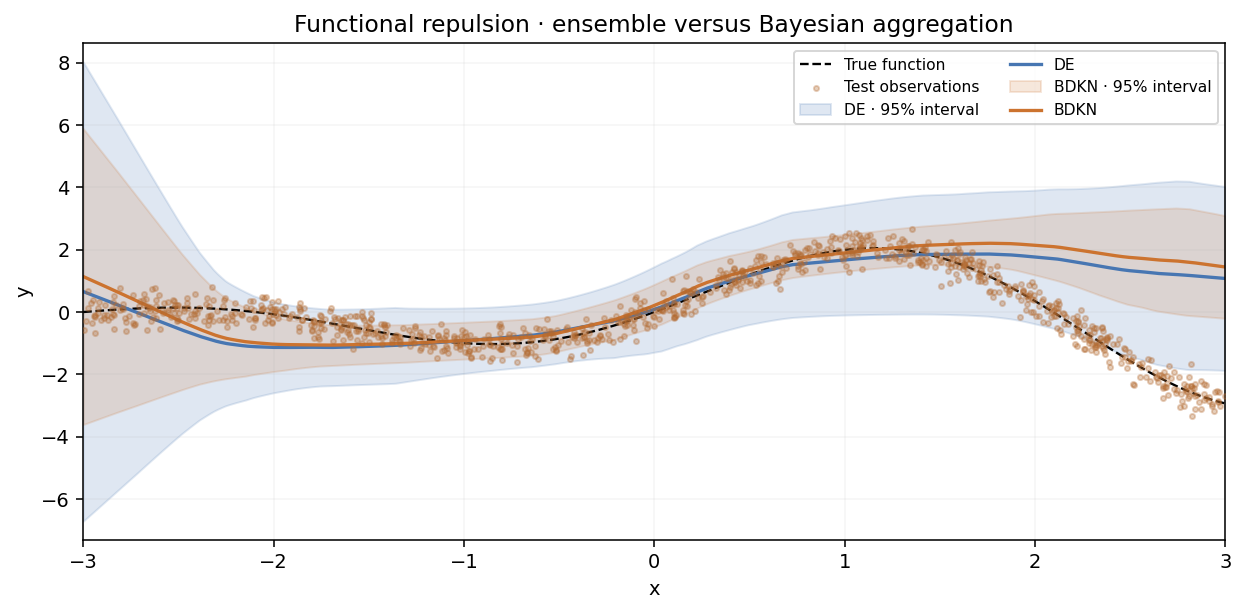 Functional repulsion · ensemble versus Bayesian aggregation
True function
Test observations
DE · 95% interval
DE
BDKN · 95% interval
BDKN
y
8
6
4
2
0
−2
−4
−6
−3
−2
−1
0
1
2
3
x